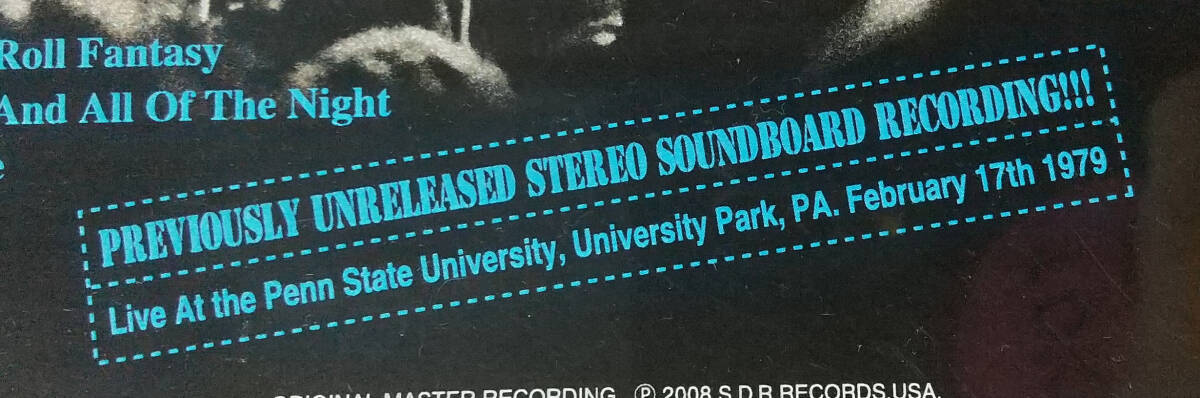 Roll Fantasy
And All Of The Night
e
PREVIOUSLY UNRELEASED STEREO SOUNDBOARD RECORDING!!!
Live At the Penn State University, University Park, PA. February 17th 1979
ORIGINAL MASTER RECORDING ℗ 2008 S.D.R RECORDS.USA.